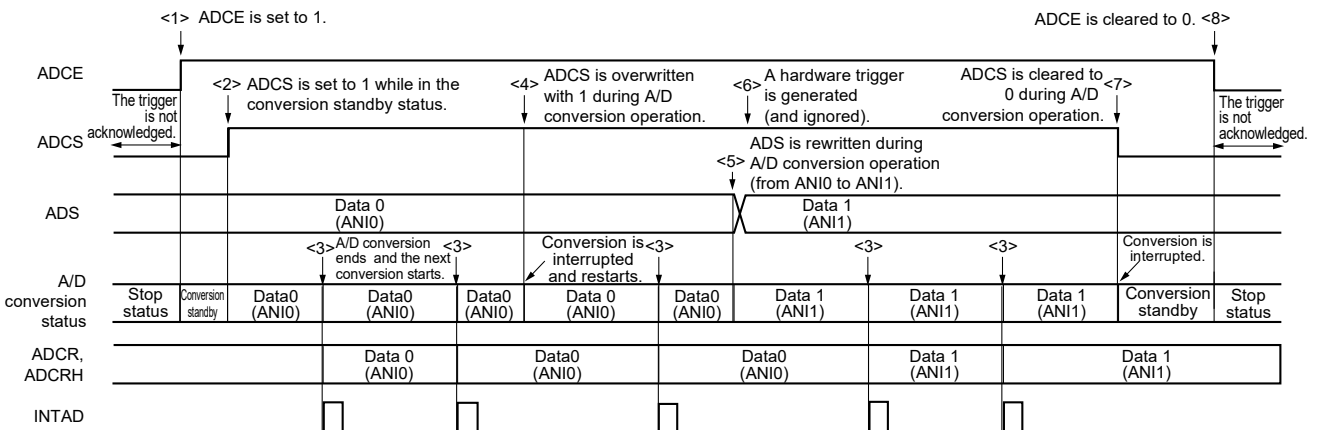 <1> ADCE is set to 1.
ADCE is cleared to 0. <8>
ADCE
The trigger
is not
acknowledged.
<2> ADCS is set to 1 while in the
conversion standby status.
<4> ADCS is overwritten
with 1 during A/D
conversion operation.
<6> A hardware trigger
is generated
(and ignored).
ADCS is cleared to <7>
0 during A/D
conversion operation.
The trigger
is not
acknowledged.
ADCS
<5> ADS is rewritten during
A/D conversion operation
(from ANI0 to ANI1).
ADS
Data 0
(ANI0)
Data 1
(ANI1)
<3> A/D conversion
ends and the next
conversion starts.
<3>
Conversion is
interrupted
and restarts.
<3>
<3>
<3>
Conversion is
interrupted.
A/D
conversion
status
Stop
status
Conversion
standby
Data0
(ANI0)
Data0
(ANI0)
Data0
(ANI0)
Data 0
(ANI0)
Data0
(ANI0)
Data 1
(ANI1)
Data 1
(ANI1)
Data 1
(ANI1)
Conversion
standby
Stop
status
ADCR,
ADCRH
Data 0
(ANI0)
Data0
(ANI0)
Data0
(ANI0)
Data 1
(ANI1)
Data 1
(ANI1)
INTAD